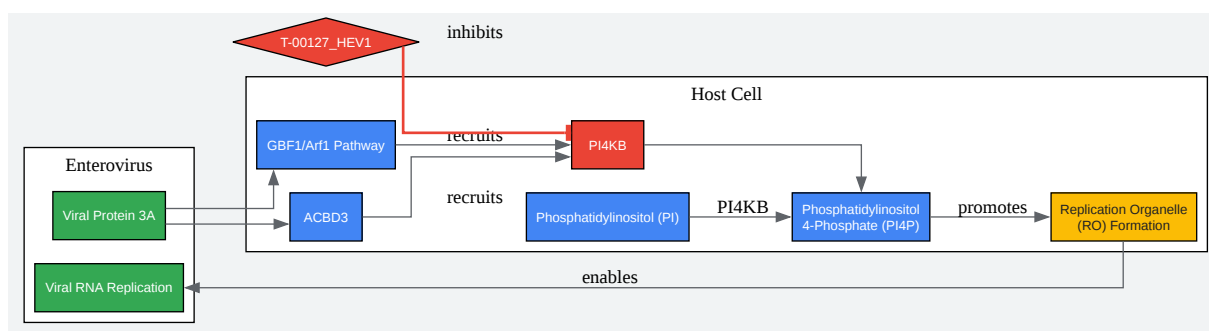 T-00127_HEV1
inhibits
Host Cell
GBF1/Arf1 Pathway
recruits
PI4KB
Enterovirus
Viral Protein 3A
ACBD3
recruits
Phosphatidylinositol (PI)
PI4KB
Phosphatidylinositol
4-Phosphate (PI4P)
promotes
Replication Organelle
(RO) Formation
Viral RNA Replication
enables